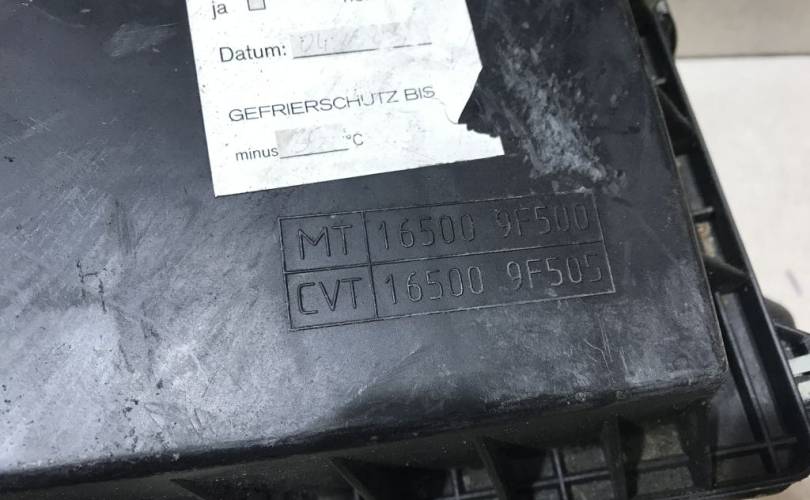 ja
Datum:
GEFRIERSCHUTZ BIS
minus °C
MT 16500 9F500
CVT 16500 9F505